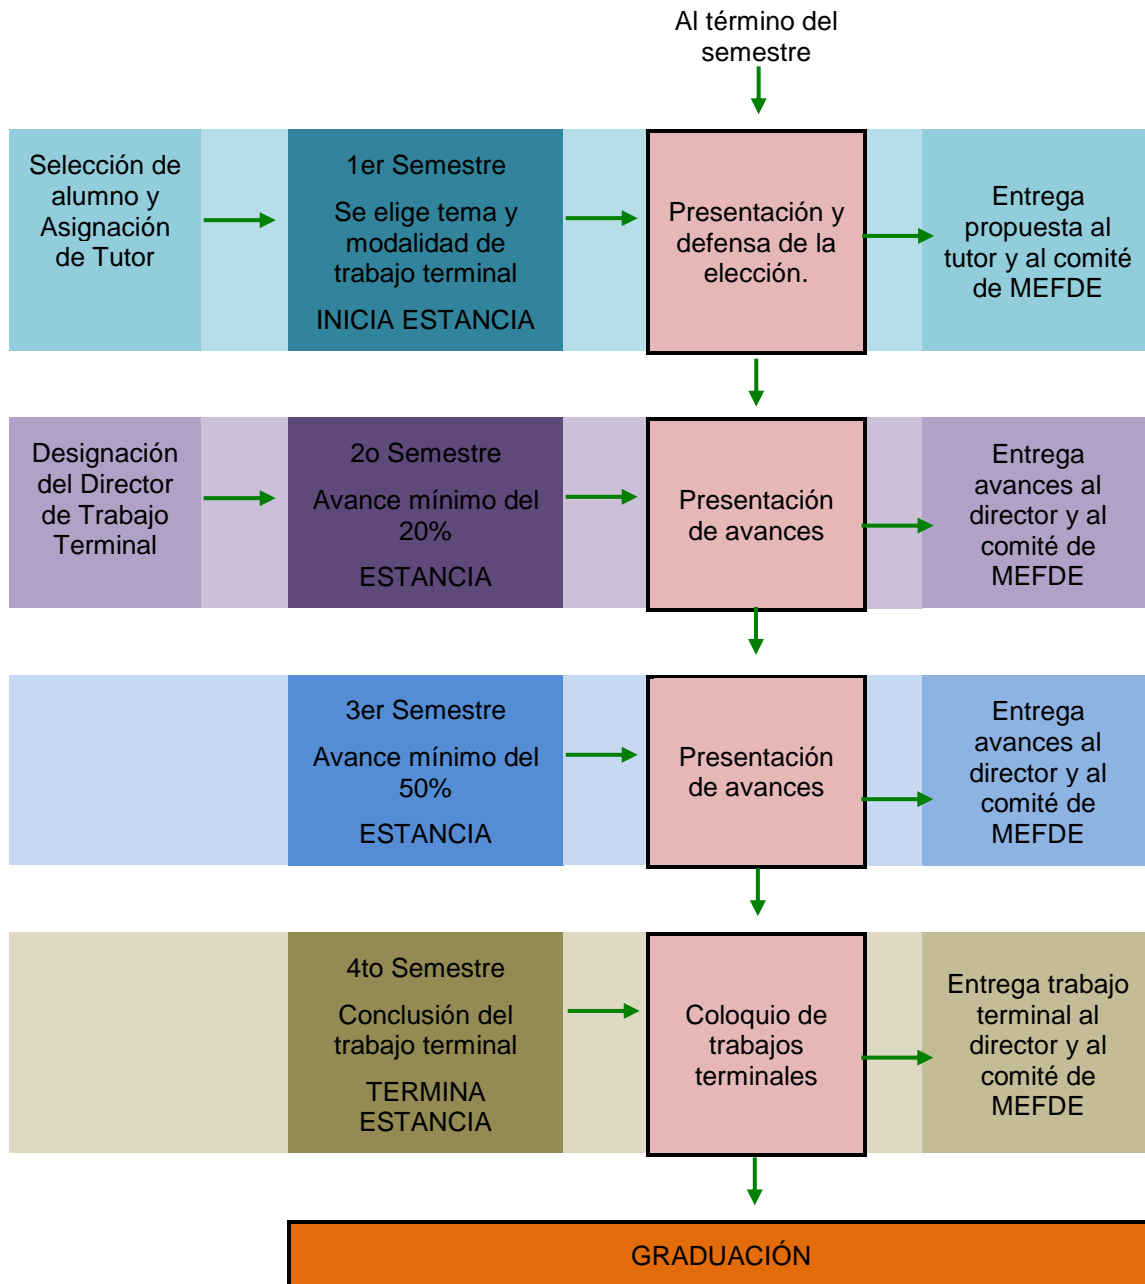 Al término del
semestre
Selección de
alumno y
Asignación
de Tutor
1er Semestre
Se elige tema y
modalidad de
trabajo terminal
INICIA ESTANCIA
Presentación y
defensa de la
elección.
Entrega
propuesta al
tutor y al comité
de MEFDE
Designación
del Director
de Trabajo
Terminal
2o Semestre
Avance mínimo del
20%
ESTANCIA
Presentación
de avances
Entrega
avances al
director y al
comité de
MEFDE
3er Semestre
Avance mínimo del
50%
ESTANCIA
Presentación
de avances
Entrega
avances al
director y al
comité de
MEFDE
4to Semestre
Conclusión del
trabajo terminal
TERMINA
ESTANCIA
Coloquio de
trabajos
terminales
Entrega trabajo
terminal al
director y al
comité de
MEFDE
GRADUACIÓN